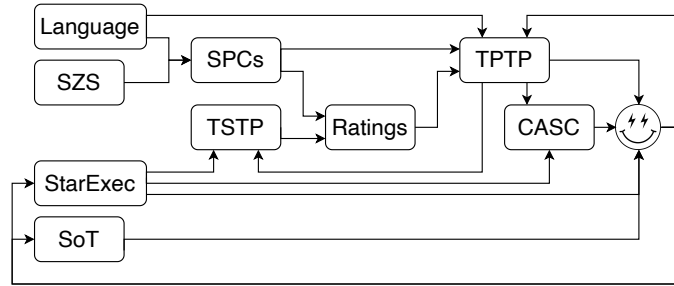 Language
SPCs
TPTP
SZS
TSTP
Ratings
CASC
StarExec
SoT